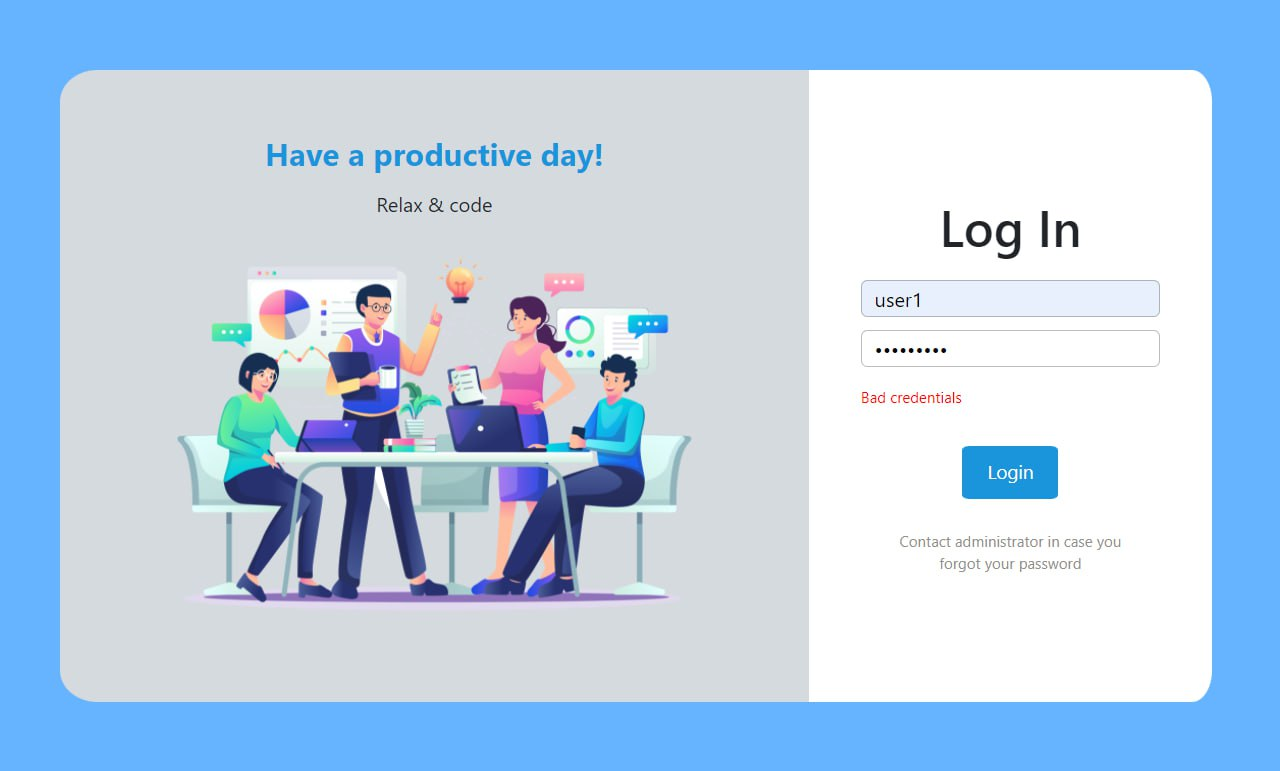 Have a productive day!
Relax & code
Log In
user1
•••••••••
Bad credentials
Login
Contact administrator in case you
forgot your password